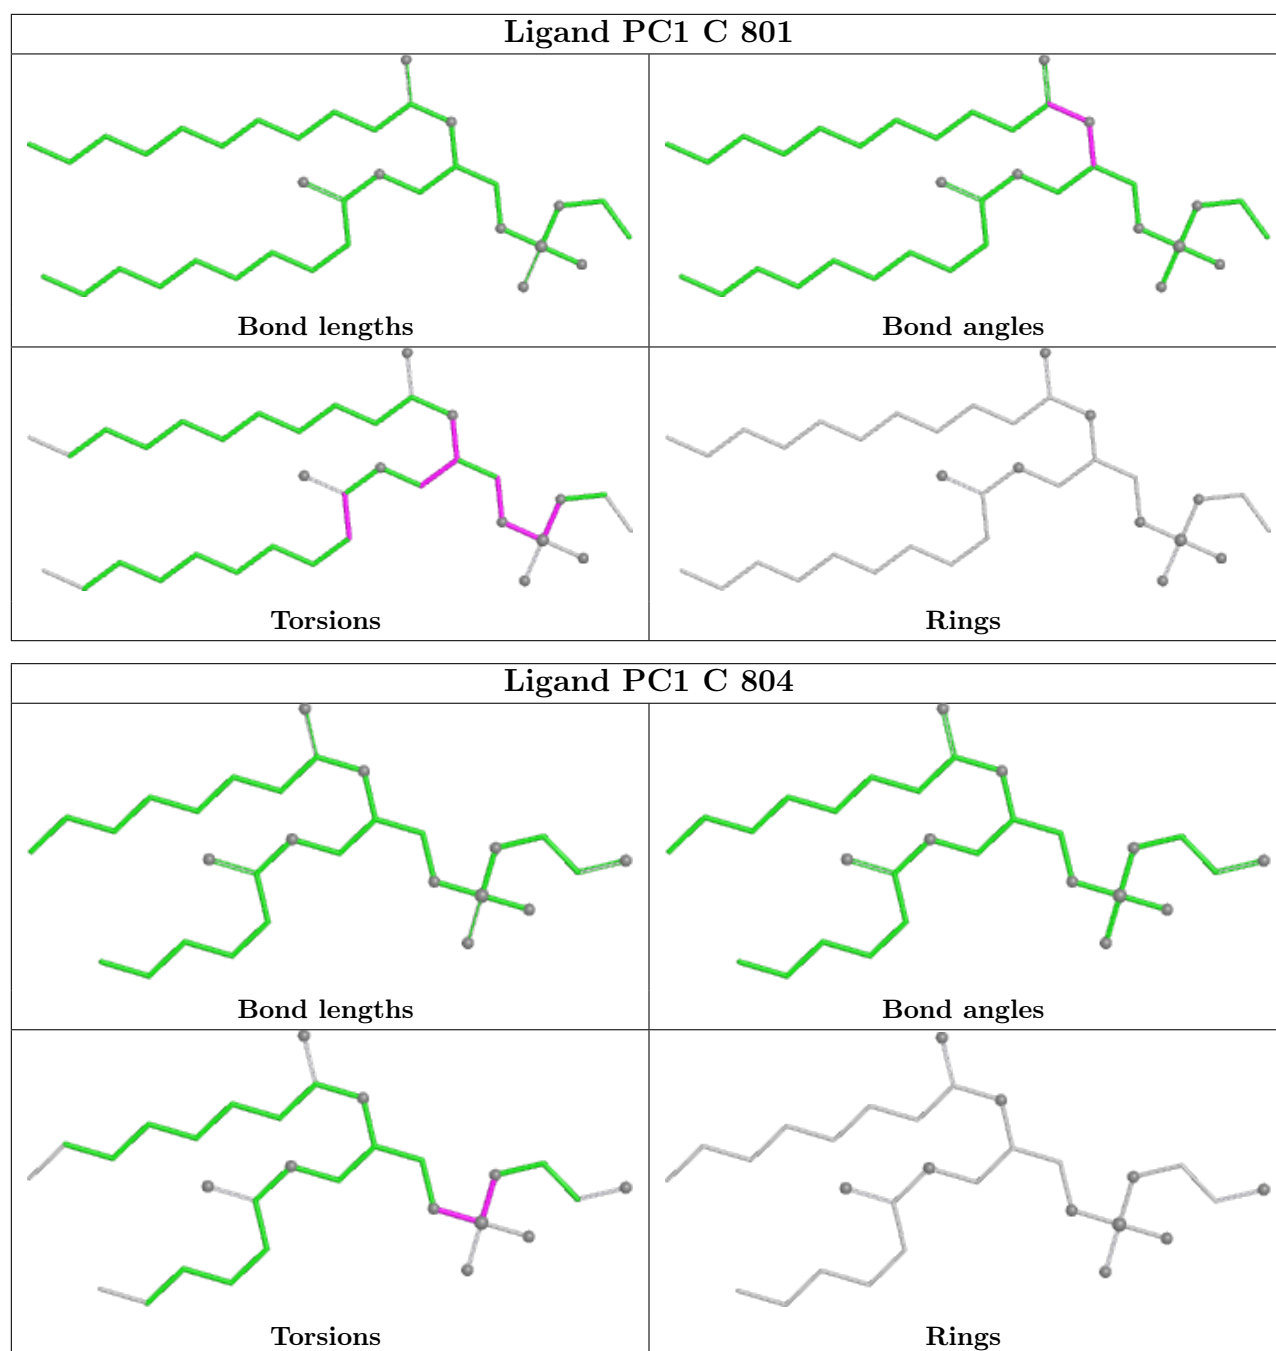 Ligand PC1 C 801
Bond lengths
Bond angles
Torsions
Rings
Ligand PC1 C 804
Bond lengths
Bond angles
Torsions
Rings